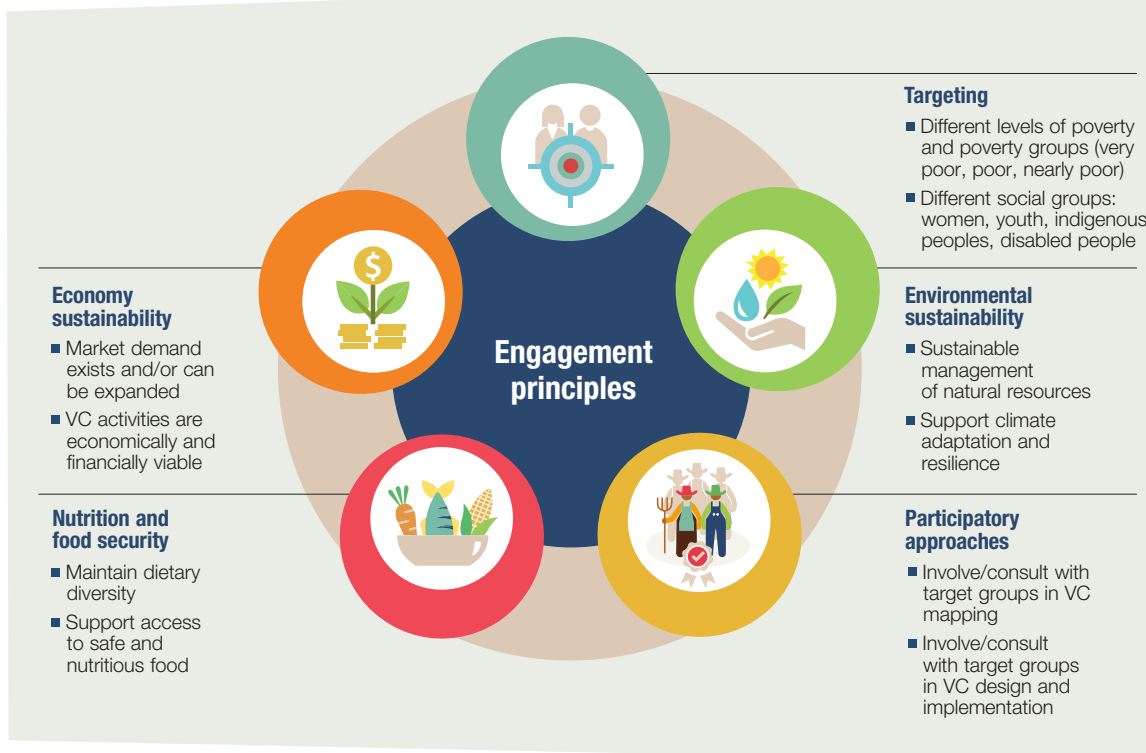 Engagement
principles
Targeting
■ Different levels of poverty
and poverty groups (very
poor, poor, nearly poor)
■ Different social groups:
women, youth, indigenous
peoples, disabled people
Environmental
sustainability
■ Sustainable
management
of natural resources
■ Support climate
adaptation and
resilience
Participatory
approaches
■ Involve/consult with
target groups in VC
mapping
■ Involve/consult
with target groups
in VC design and
implementation
Economy
sustainability
■ Market demand
exists and/or can
be expanded
■ VC activities are
economically and
financially viable
Nutrition and
food security
■ Maintain dietary
diversity
■ Support access
to safe and
nutritious food
$